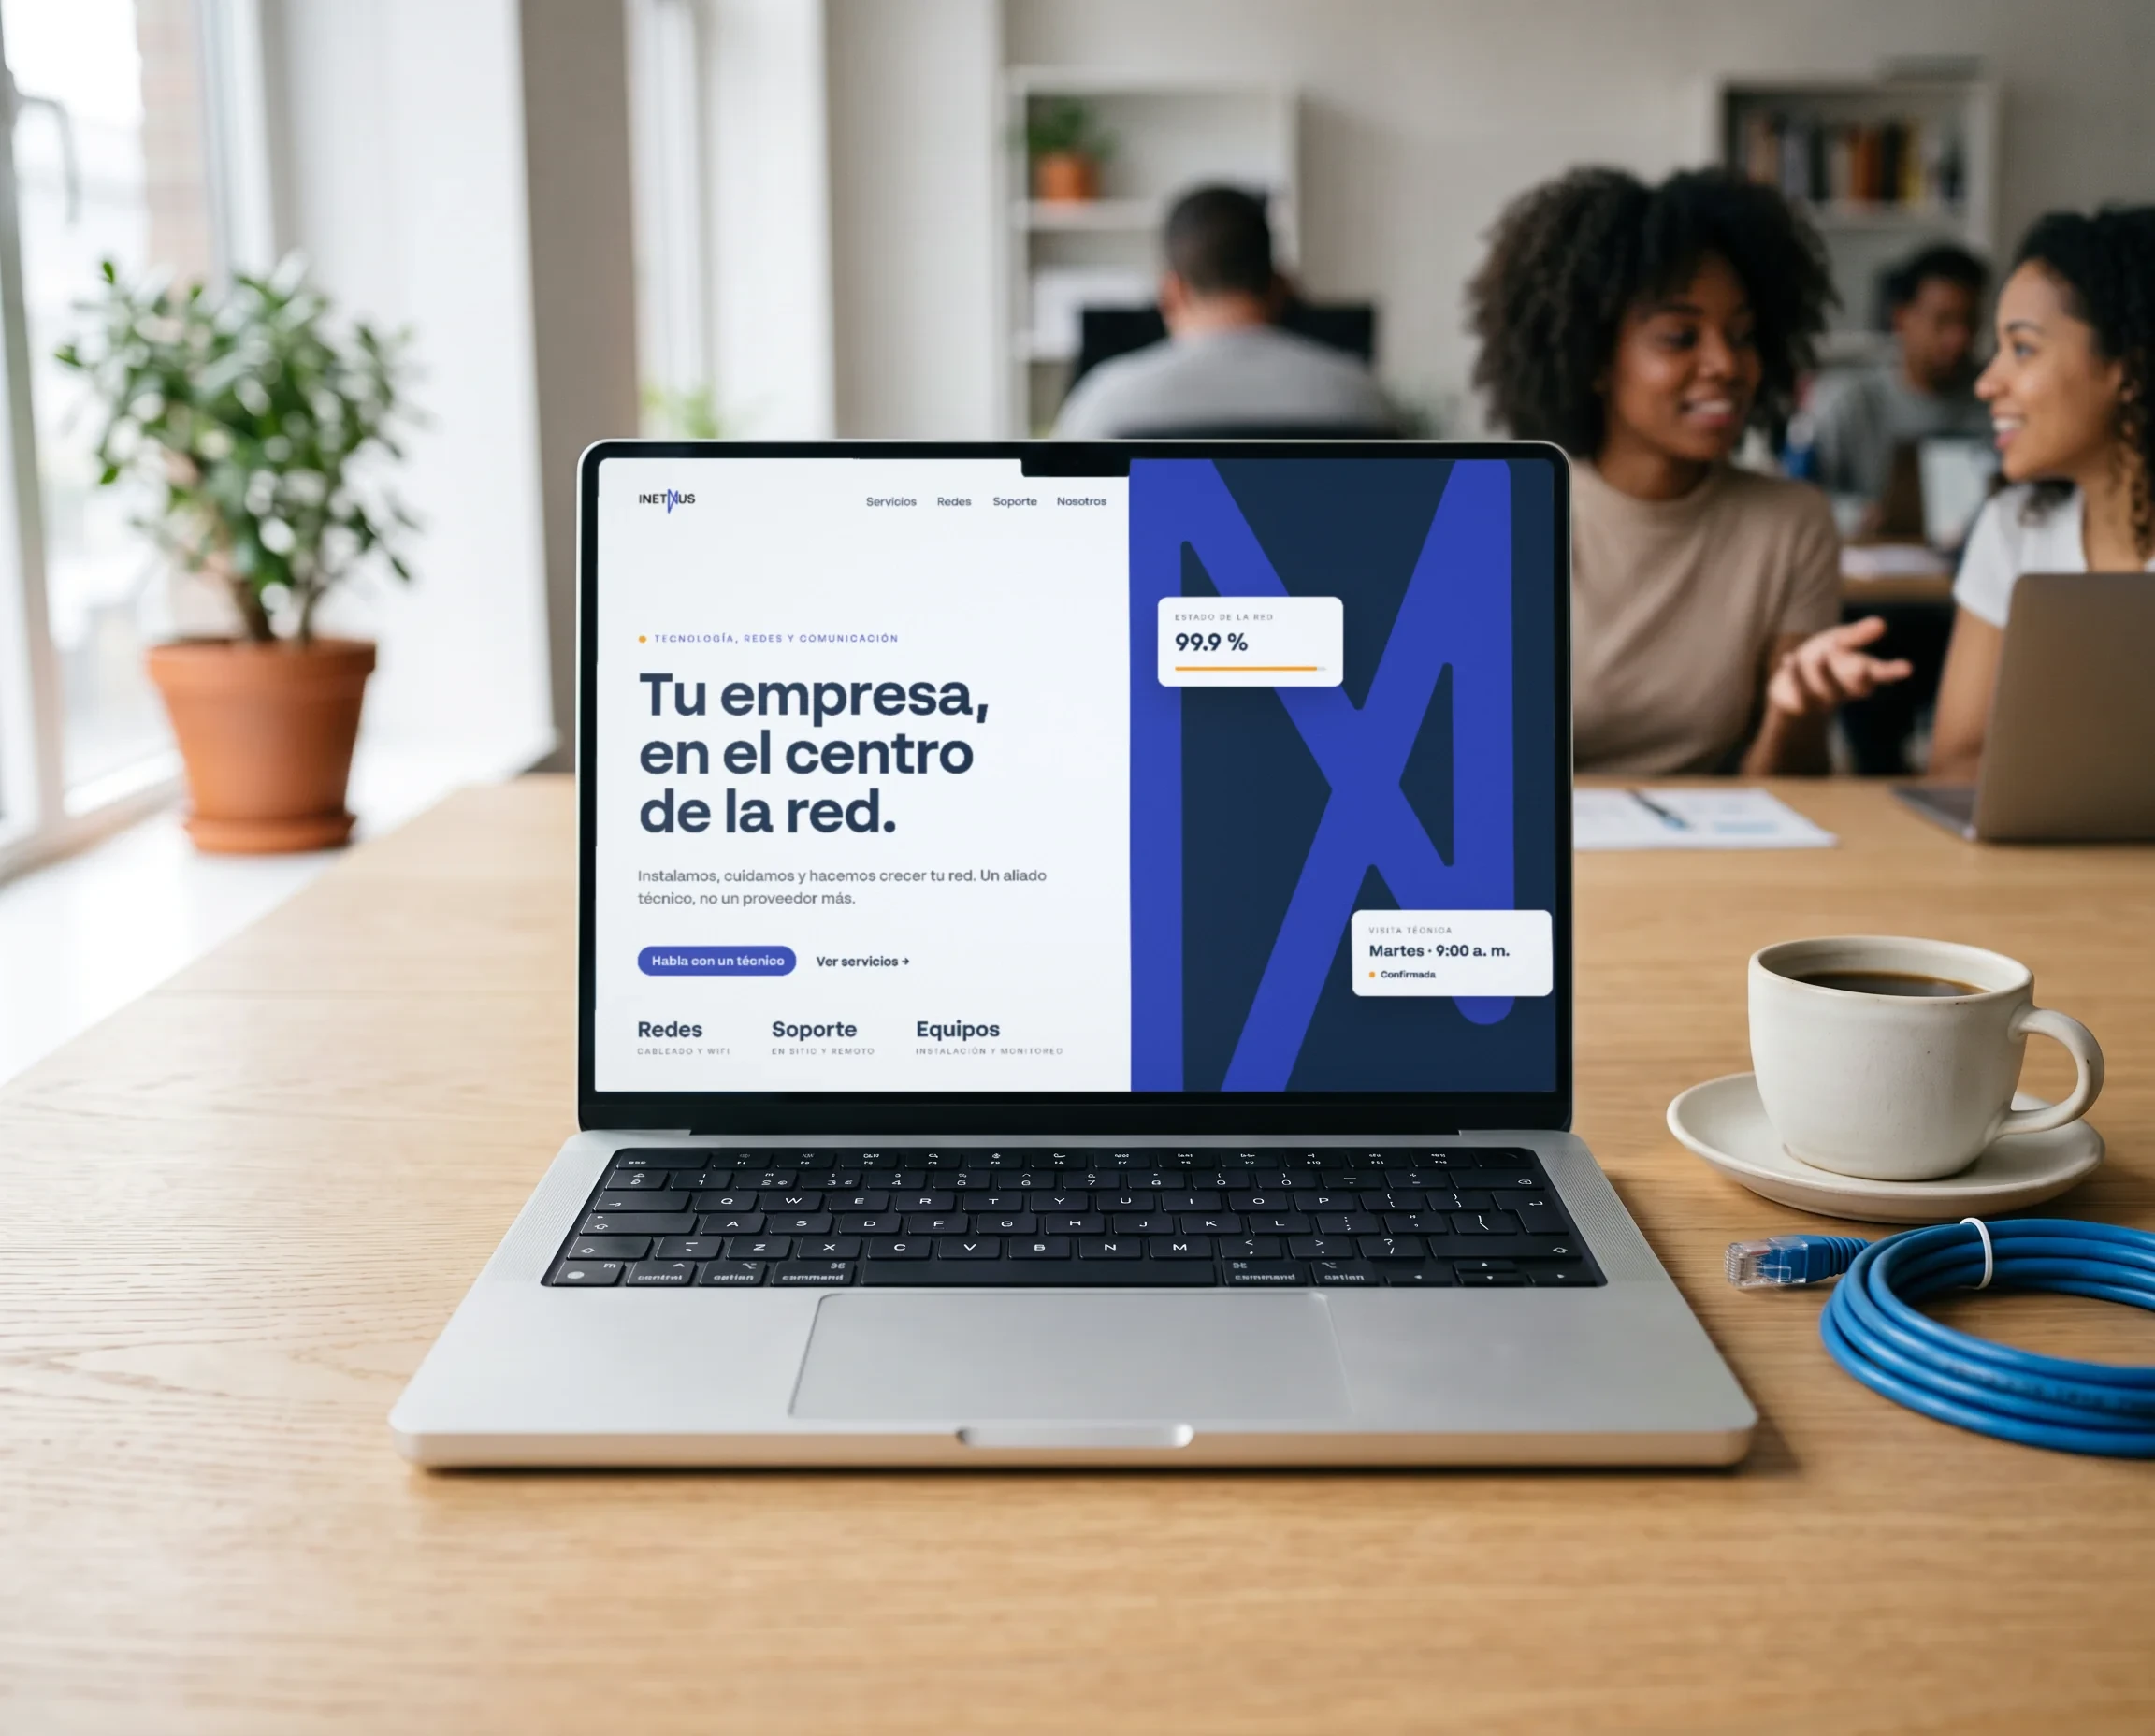 INETNUS
Servicios Redes Soporte Nosotros
TECNOLOGÍA, REDES Y COMUNICACIÓN
Tu empresa,
en el centro
de la red.
Instalamos, cuidamos y hacemos crecer tu red. Un aliado
técnico, no un proveedor más.
Habla con un técnico Ver servicios →
Redes
CABLEADO Y WIFI
Soporte
EN SITIO Y REMOTO
Equipos
INSTALACIÓN Y MONITOREO
ESTADO DE LA RED
99.9 %
VISITA TÉCNICA
Martes · 9:00 a. m.
Confirmada
Q W E R T Y U I O P
A S D F G H J K L
Z X C V B N M
control option command command option